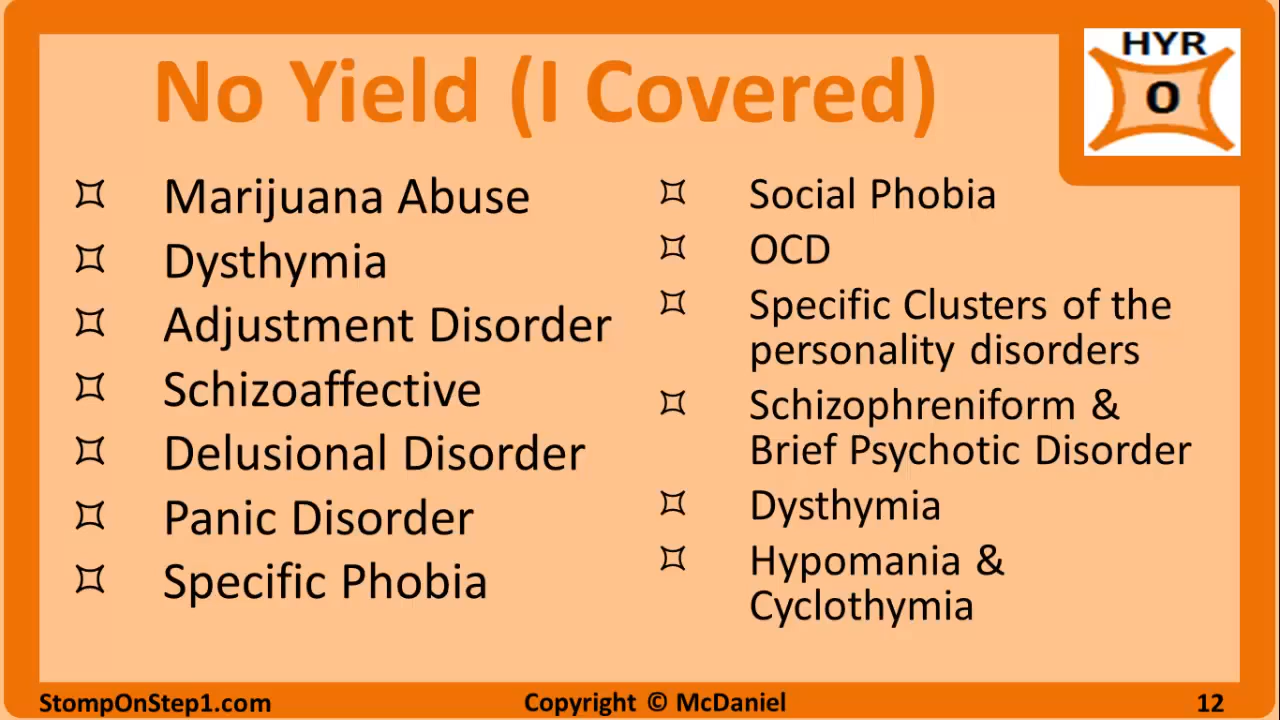 No Yield (I Covered)
HYR
0
Marijuana Abuse
Dysthymia
Adjustment Disorder
Schizoaffective
Delusional Disorder
Panic Disorder
Specific Phobia
Social Phobia
OCD
Specific Clusters of the
personality disorders
Schizophreniform &
Brief Psychotic Disorder
Dysthymia
Hypomania &
Cyclothymia
StompOnStep1.com
Copyright © McDaniel
12